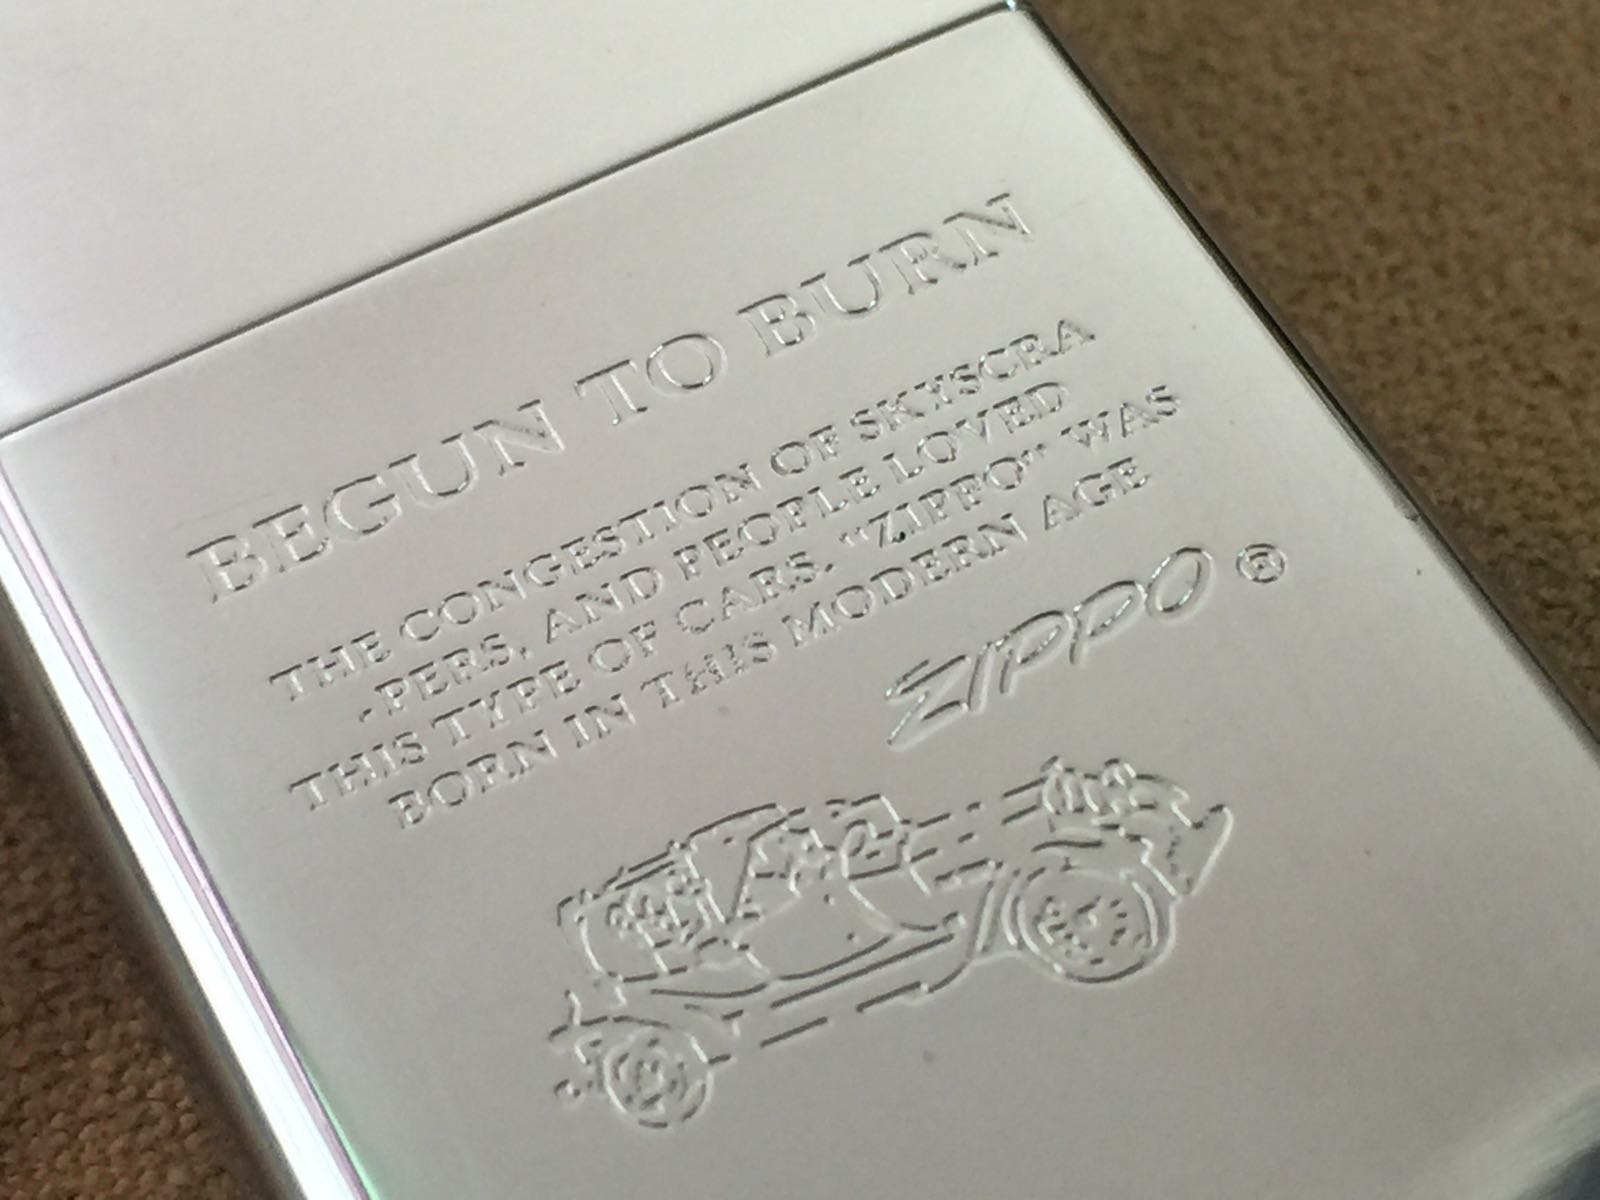 BEGUN TO BURN
THE CONGESTION OF SKYSCRA
-PERS, AND PEOPLE LOVED
THIS TYPE OF CARS. "ZIPPO" WAS
BORN IN THIS MODERN AGE
ZIPPO ®